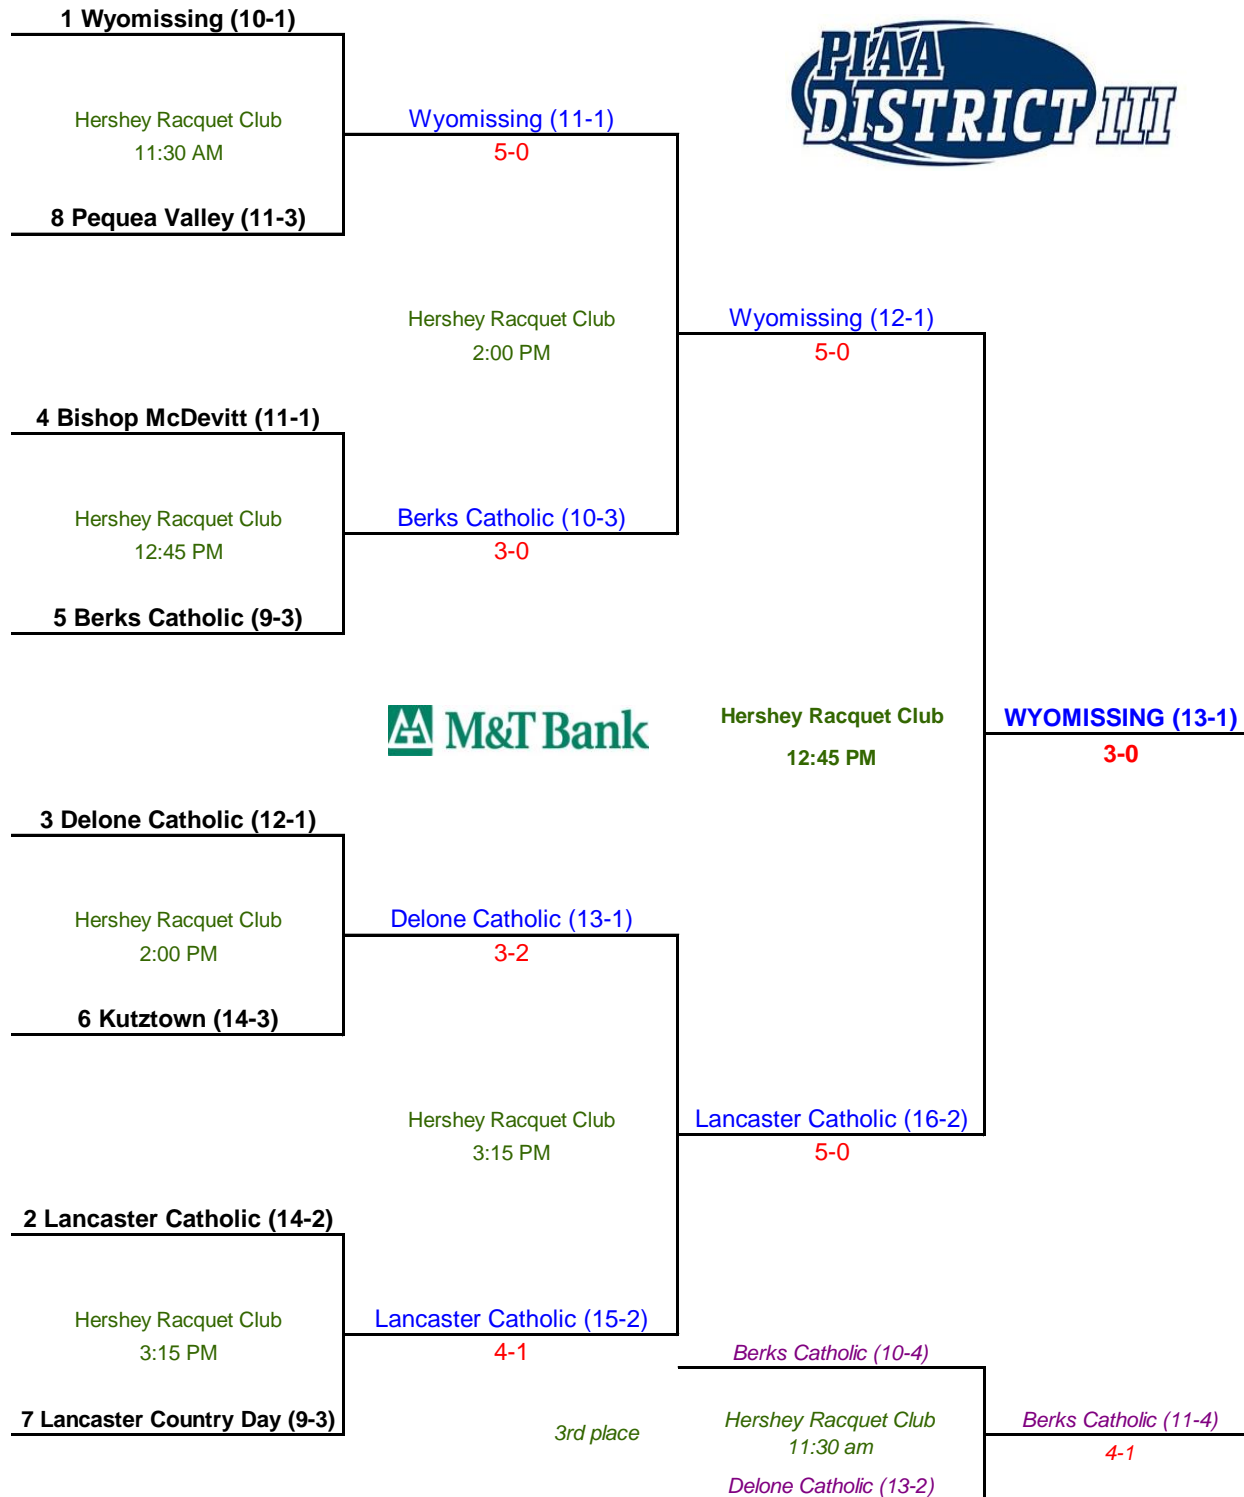 1 Wyomissing (10-1)
PIAA
DISTRICT III
Hershey Racquet Club
11:30 AM
Wyomissing (11-1)
5-0
8 Pequea Valley (11-3)
Hershey Racquet Club
2:00 PM
Wyomissing (12-1)
5-0
4 Bishop McDevitt (11-1)
Hershey Racquet Club
12:45 PM
Berks Catholic (10-3)
3-0
5 Berks Catholic (9-3)
M&T Bank
Hershey Racquet Club
12:45 PM
WYOMISSING (13-1)
3-0
3 Delone Catholic (12-1)
Hershey Racquet Club
2:00 PM
Delone Catholic (13-1)
3-2
6 Kutztown (14-3)
Hershey Racquet Club
3:15 PM
Lancaster Catholic (16-2)
5-0
2 Lancaster Catholic (14-2)
Hershey Racquet Club
3:15 PM
Lancaster Catholic (15-2)
4-1
Berks Catholic (10-4)
7 Lancaster Country Day (9-3)
3rd place
Hershey Racquet Club
11:30 am
Berks Catholic (11-4)
4-1
Delone Catholic (13-2)